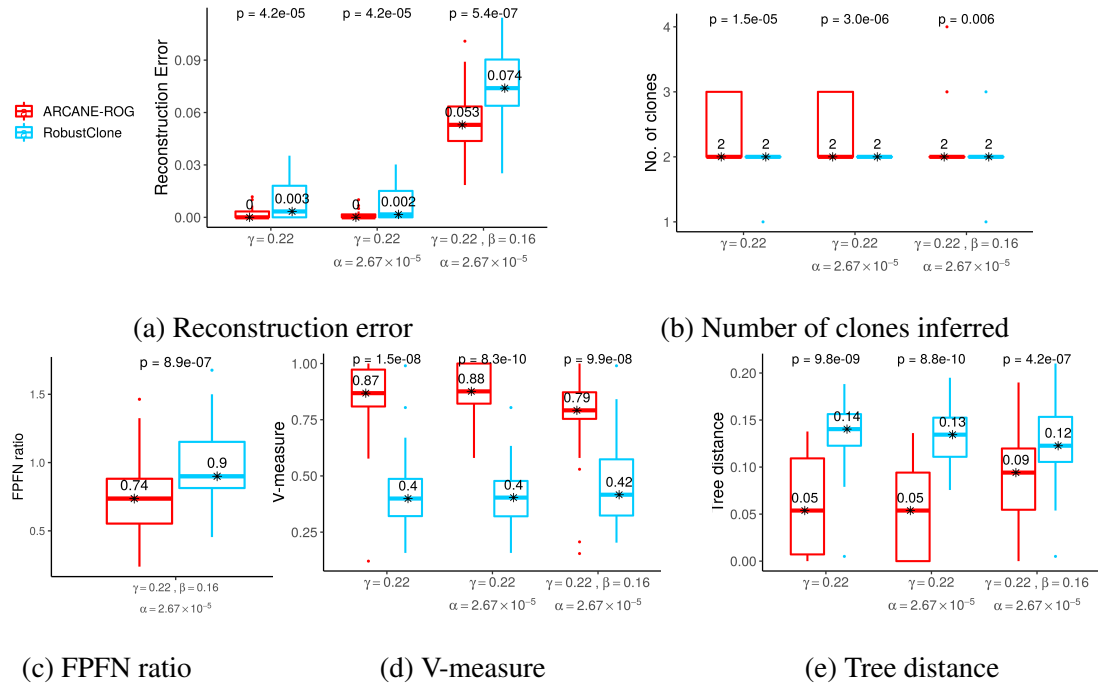 p = 4.2e-05 p = 4.2e-05 p = 5.4e-07
Reconstruction Error
0.09
0.06
0.03
0.00
0 0.003 0 0.002 0.053 0.074
γ = 0.22 γ = 0.22 γ = 0.22 , β = 0.16
α = 2.67 × 10⁻⁵ α = 2.67 × 10⁻⁵
ARCANE-ROG
RobustClone
(a) Reconstruction error
p = 1.5e-05 p = 3.0e-06 p = 0.006
No. of clones
4
3
2
1
2 2 2 2 2 2
γ = 0.22 γ = 0.22 γ = 0.22 , β = 0.16
α = 2.67 × 10⁻⁵ α = 2.67 × 10⁻⁵
(b) Number of clones inferred
p = 8.9e-07
FPFN ratio
1.5
1.0
0.5
0.74 0.9
γ = 0.22 , β = 0.16
α = 2.67 × 10⁻⁵
(c) FPFN ratio
p = 1.5e-08 p = 8.3e-10 p = 9.9e-08
V-measure
1.00
0.75
0.50
0.25
0.87 0.4 0.88 0.4 0.79 0.42
γ = 0.22 γ = 0.22 γ = 0.22 , β = 0.16
α = 2.67 × 10⁻⁵ α = 2.67 × 10⁻⁵
(d) V-measure
p = 9.8e-09 p = 8.8e-10 p = 4.2e-07
Tree distance
0.20
0.15
0.10
0.05
0.00
0.05 0.14 0.05 0.13 0.09 0.12
γ = 0.22 γ = 0.22 γ = 0.22 , β = 0.16
α = 2.67 × 10⁻⁵ α = 2.67 × 10⁻⁵
(e) Tree distance